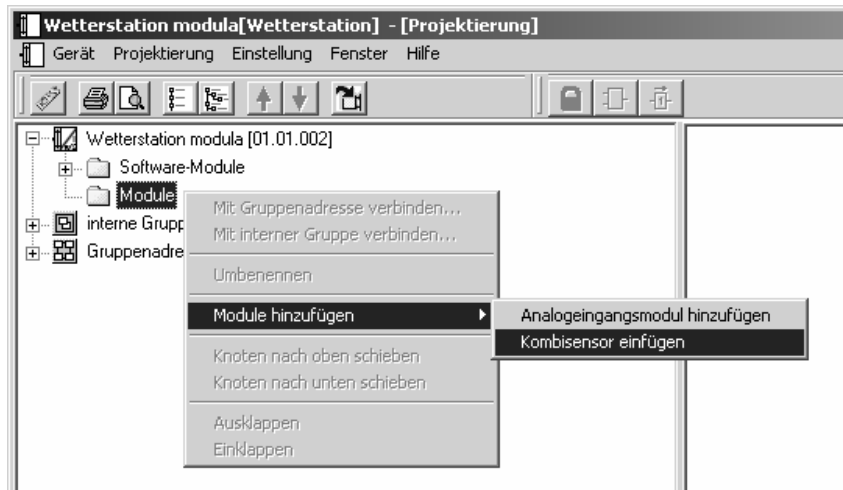 Wetterstation modula[Wetterstation] - [Projektierung]
Gerät Projektierung Einstellung Fenster Hilfe
Wetterstation modula [01.01.002]
Software-Module
Module
interne Grupp
Gruppenadre
Mit Gruppenadresse verbinden...
Mit interner Gruppe verbinden...
Umbenennen
Module hinzufügen
Knoten nach oben schieben
Knoten nach unten schieben
Ausklappen
Einklappen
Analogeingangsmodul hinzufügen
Kombisensor einfügen